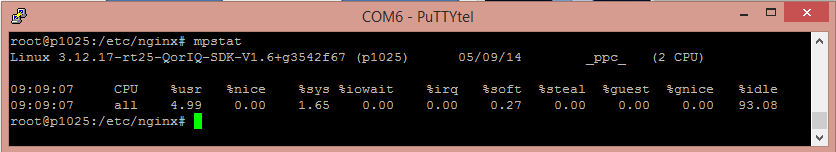 COM6 - PuTTYtel
root@p1025:/etc/nginx# mpstat
Linux 3.12.17-rt25-QorIQ-SDK-V1.6+g3542f67 (p1025) 05/09/14 _ppc_ (2 CPU)
09:09:07 CPU %usr %nice %sys %iowait %irq %soft %steal %guest %gnice %idle
09:09:07 all 4.99 0.00 1.65 0.00 0.00 0.27 0.00 0.00 0.00 93.08
root@p1025:/etc/nginx#